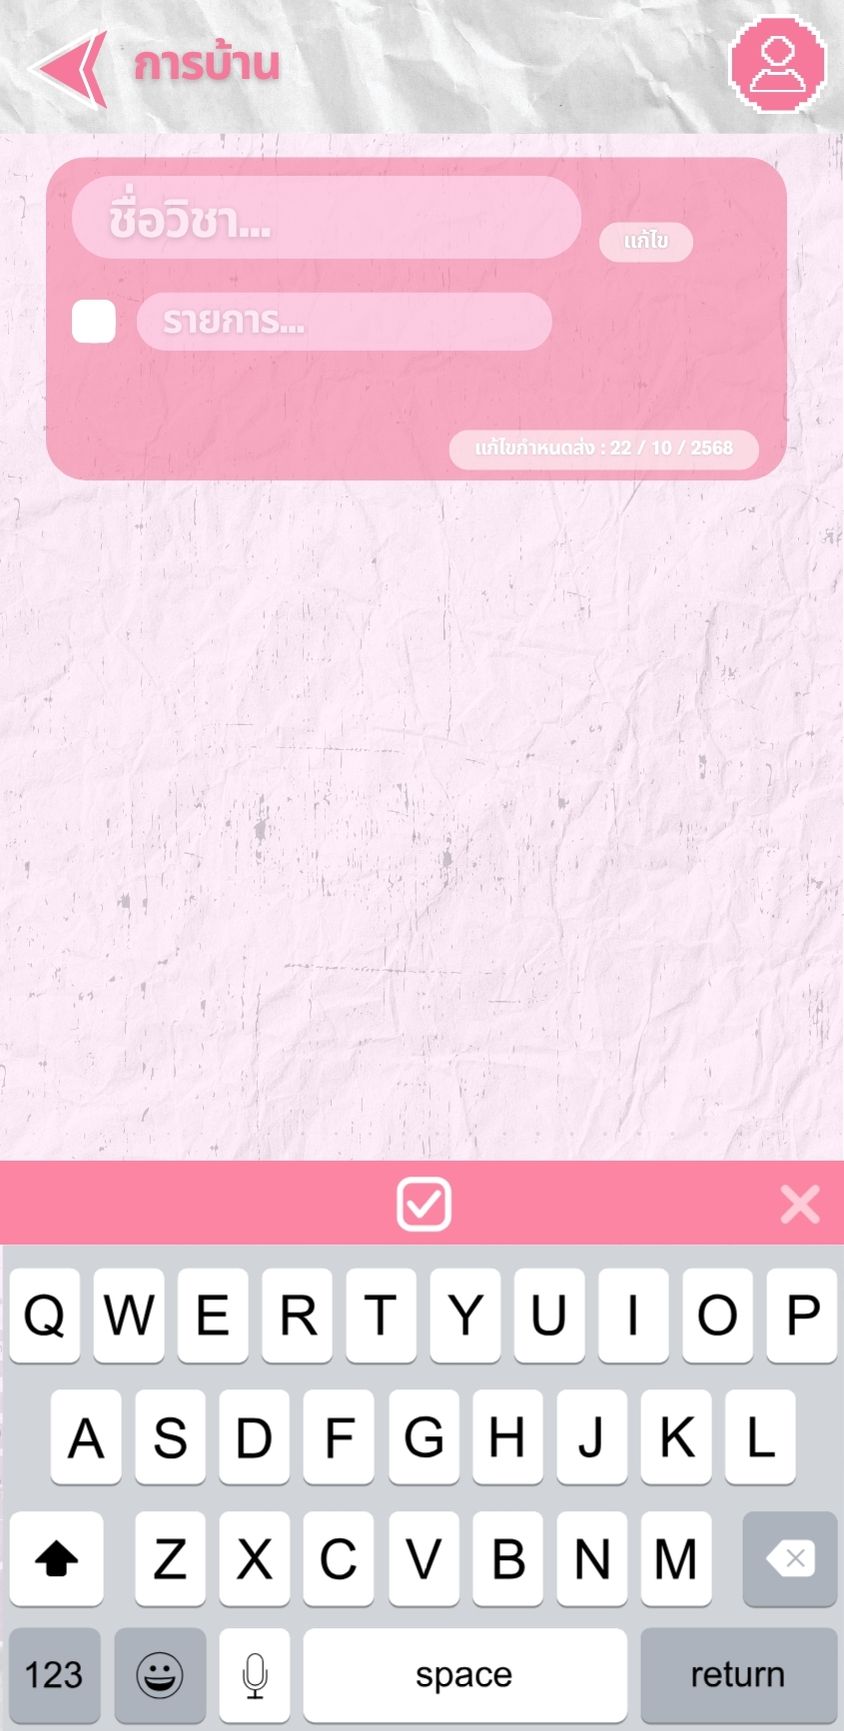 การบ้าน
ชื่อวิชา...
แก้ไข
รายการ...
แก้ไขกำหนดส่ง : 22 / 10 / 2568
Q W E R T Y U I O P
A S D F G H J K L
Z X C V B N M
123 space return